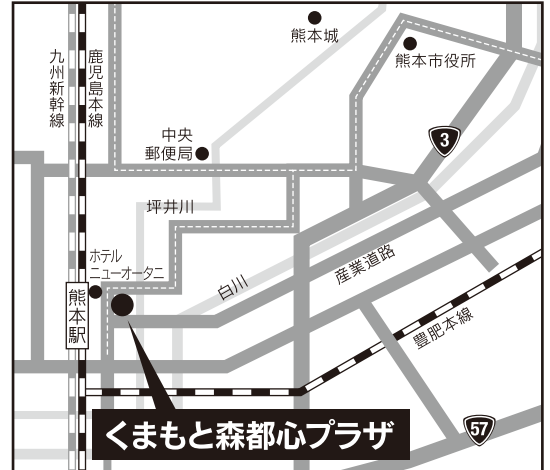 熊本城
熊本市役所
九州新幹線
鹿児島本線
中央
郵便局
3
坪井川
ホテル
ニューオータニ
白川
産業道路
熊本駅
豊肥本線
くまもと森都心プラザ
57